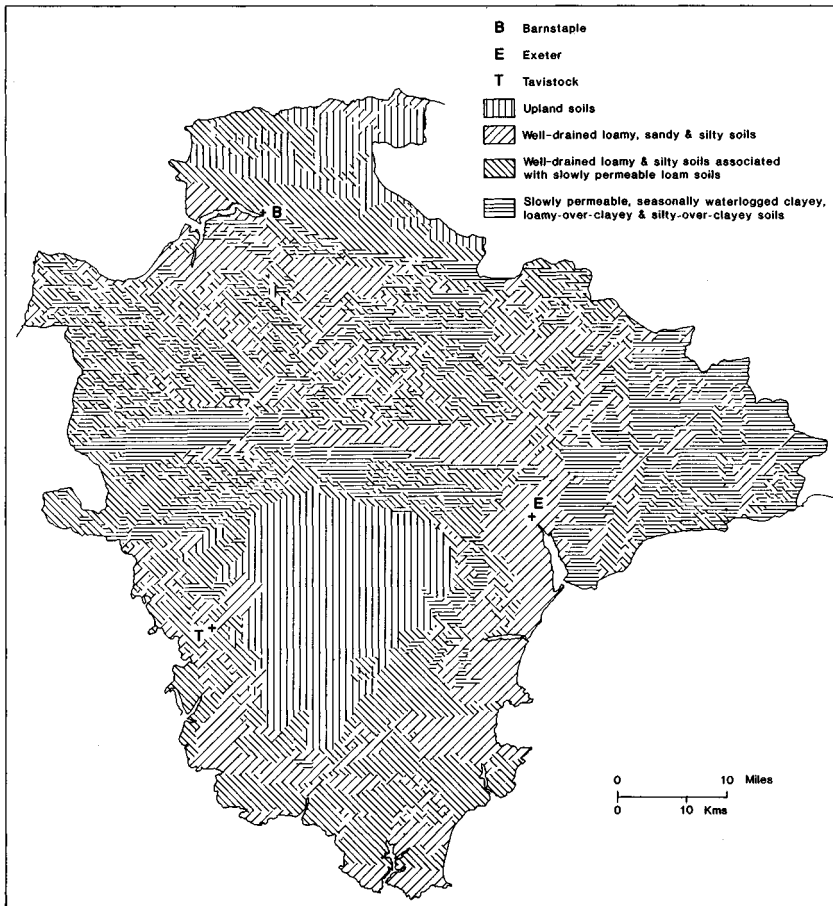 B Barnstaple
E Exeter
T Tavistock
Upland soils
Well-drained loamy, sandy & silty soils
Well-drained loamy & silty soils associated
with slowly permeable loam soils
Slowly permeable, seasonally waterlogged clayey,
loamy-over-clayey & silty-over-clayey soils
B
E
T
0 10 Miles
0 10 Kms